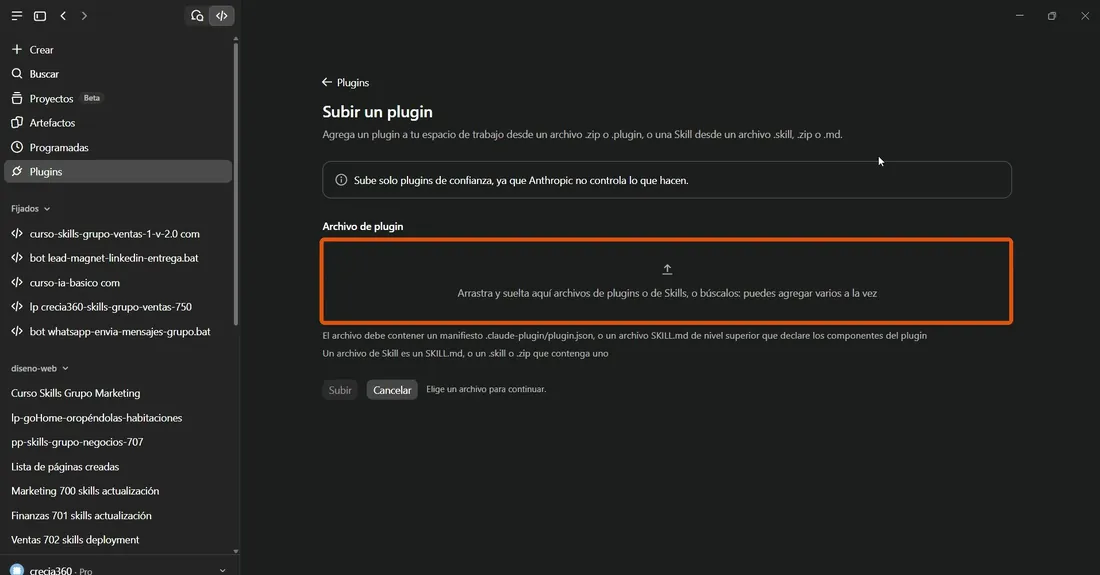 Crear
Buscar
Proyectos Beta
Artefactos
Programadas
Plugins
Fijados
curso-skills-grupo-ventas-1-v-2.0 com
bot lead-magnet-linkedin-entrega.bat
curso-ia-basico com
lp crecia360-skills-grupo-ventas-750
bot whatsapp-envia-mensajes-grupo.bat
diseno-web
Curso Skills Grupo Marketing
lp-goHome-oropéndolas-habitaciones
pp-skills-grupo-negocios-707
Lista de páginas creadas
Marketing 700 skills actualización
Finanzas 701 skills actualización
Ventas 702 skills deployment
crecia360 · Pro
Plugins
Subir un plugin
Agrega un plugin a tu espacio de trabajo desde un archivo .zip o .plugin, o una Skill desde un archivo .skill, .zip o .md.
Sube solo plugins de confianza, ya que Anthropic no controla lo que hacen.
Archivo de plugin
Arrastra y suelta aquí archivos de plugins o de Skills, o búscalos: puedes agregar varios a la vez
El archivo debe contener un manifiesto .claude-plugin/plugin.json, o un archivo SKILL.md de nivel superior que declare los componentes del plugin
Un archivo de Skill es un SKILL.md, o un .skill o .zip que contenga uno
Subir Cancelar Elige un archivo para continuar.